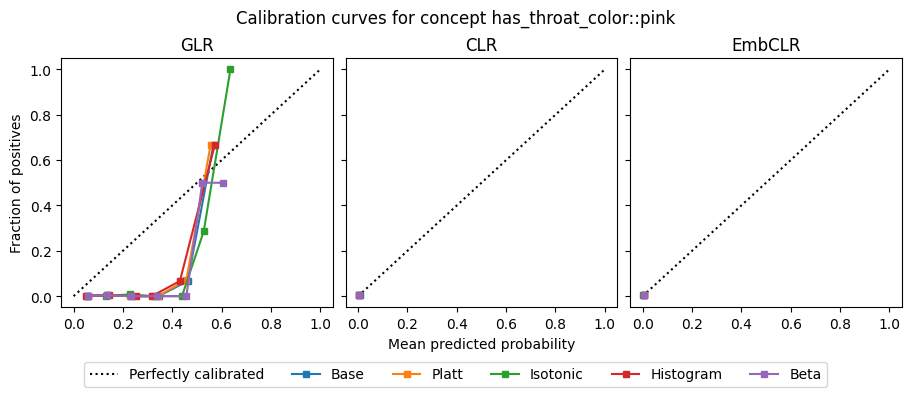 Calibration curves for concept has_throat_color::pink
GLR
CLR
EmbCLR
Fraction of positives
1.0
0.8
0.6
0.4
0.2
0.0
0.0 0.2 0.4 0.6 0.8 1.0
0.0 0.2 0.4 0.6 0.8 1.0
0.0 0.2 0.4 0.6 0.8 1.0
Mean predicted probability
Perfectly calibrated Base Platt Isotonic Histogram Beta